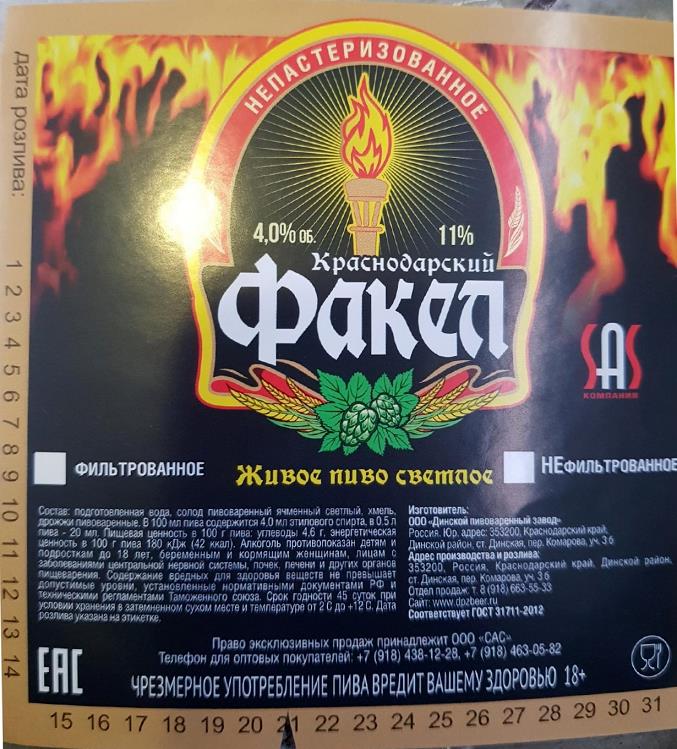 Дата розлива:
1 2 3 4 5 6 7 8 9 10 11 12 13 14
НЕПАСТЕРИЗОВАННОЕ
4,0% ОБ. 11%
Краснодарский
Факел
SAS
КОМПАНИЯ
ФИЛЬТРОВАННОЕ
Живое пиво светлое
НЕФИЛЬТРОВАННОЕ
Состав: подготовленная вода, солод пивоваренный ячменный светлый, хмель,
дрожжи пивоваренные. В 100 мл пива содержится 4,0 мл этилового спирта, в 0,5 л
пива - 20 мл. Пищевая ценность в 100 г пива: углеводы 4,6 г, энергетическая
ценность в 100 г пива 180 кДж (42 ккал). Алкоголь противопоказан детям и
подросткам до 18 лет, беременным и кормящим женщинам, лицам с
заболеваниями центральной нервной системы, почек, печени и других органов
пищеварения. Содержание вредных для здоровья веществ не повышает
допустимые уровни, установленные нормативными документами РФ и
техническими регламентами Таможенного союза. Срок годности 45 суток при
условии хранения в затемненном сухом месте и температуре от 2 С до +12 С. Дата
розлива указана на этикетке.
Изготовитель:
ООО «Динской пивоваренный завод»
Россия. Юр. адрес: 353200, Краснодарский край,
Динской район, ст. Динская, пер. Комарова, уч. 3 б
Адрес производства и розлива:
353200, Россия, Краснодарский край, Динской район,
ст. Динская, пер. Комарова, уч. 3 б
Отдел продаж: т. 8 (918) 663-55-33
Сайт: www.dpzbeer.ru
Соответствует ГОСТ 31711-2012
Право эксклюзивных продаж принадлежит ООО «САС»
Телефон для оптовых покупателей: +7 (918) 438-12-28, +7 (918) 463-05-82
EAC
ЧРЕЗМЕРНОЕ УПОТРЕБЛЕНИЕ ПИВА ВРЕДИТ ВАШЕМУ ЗДОРОВЬЮ 18+
15 16 17 18 19 20 21 22 23 24 25 26 27 28 29 30 31